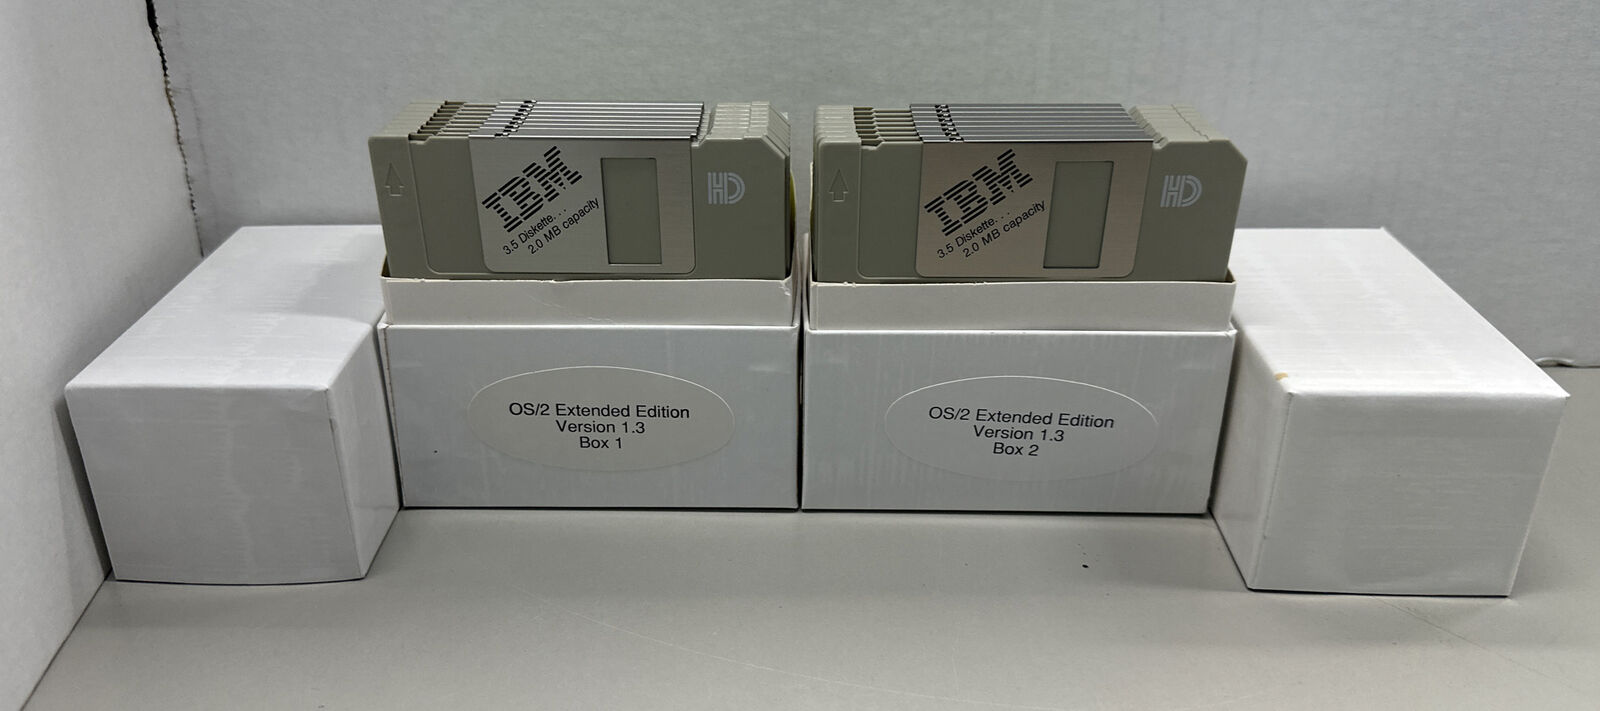 IBM
3.5 Diskette. . .
2.0 MB capacity
HD
IBM
3.5 Diskette. . .
2.0 MB capacity
HD
OS/2 Extended Edition
Version 1.3
Box 1
OS/2 Extended Edition
Version 1.3
Box 2